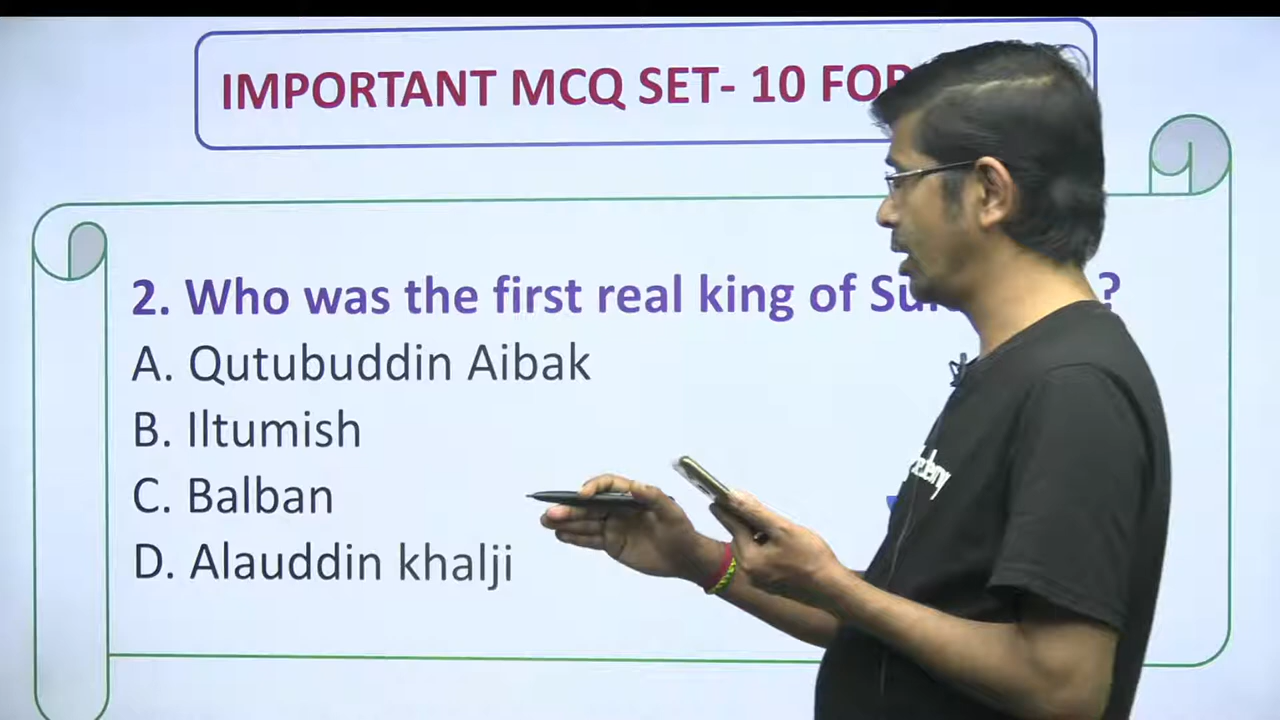 IMPORTANT MCQ SET- 10 FOR
2. Who was the first real king of ?
A. Qutubuddin Aibak
B. Iltumish
C. Balban
D. Alauddin khalji